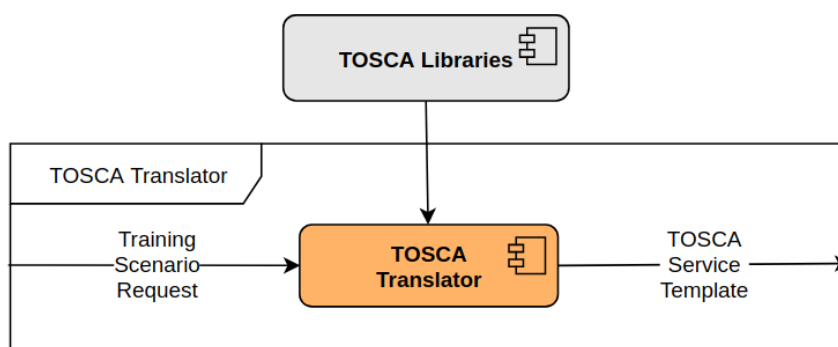 TOSCA Libraries
TOSCA Translator
Training
Scenario
Request
TOSCA
Translator
TOSCA
Service
Template